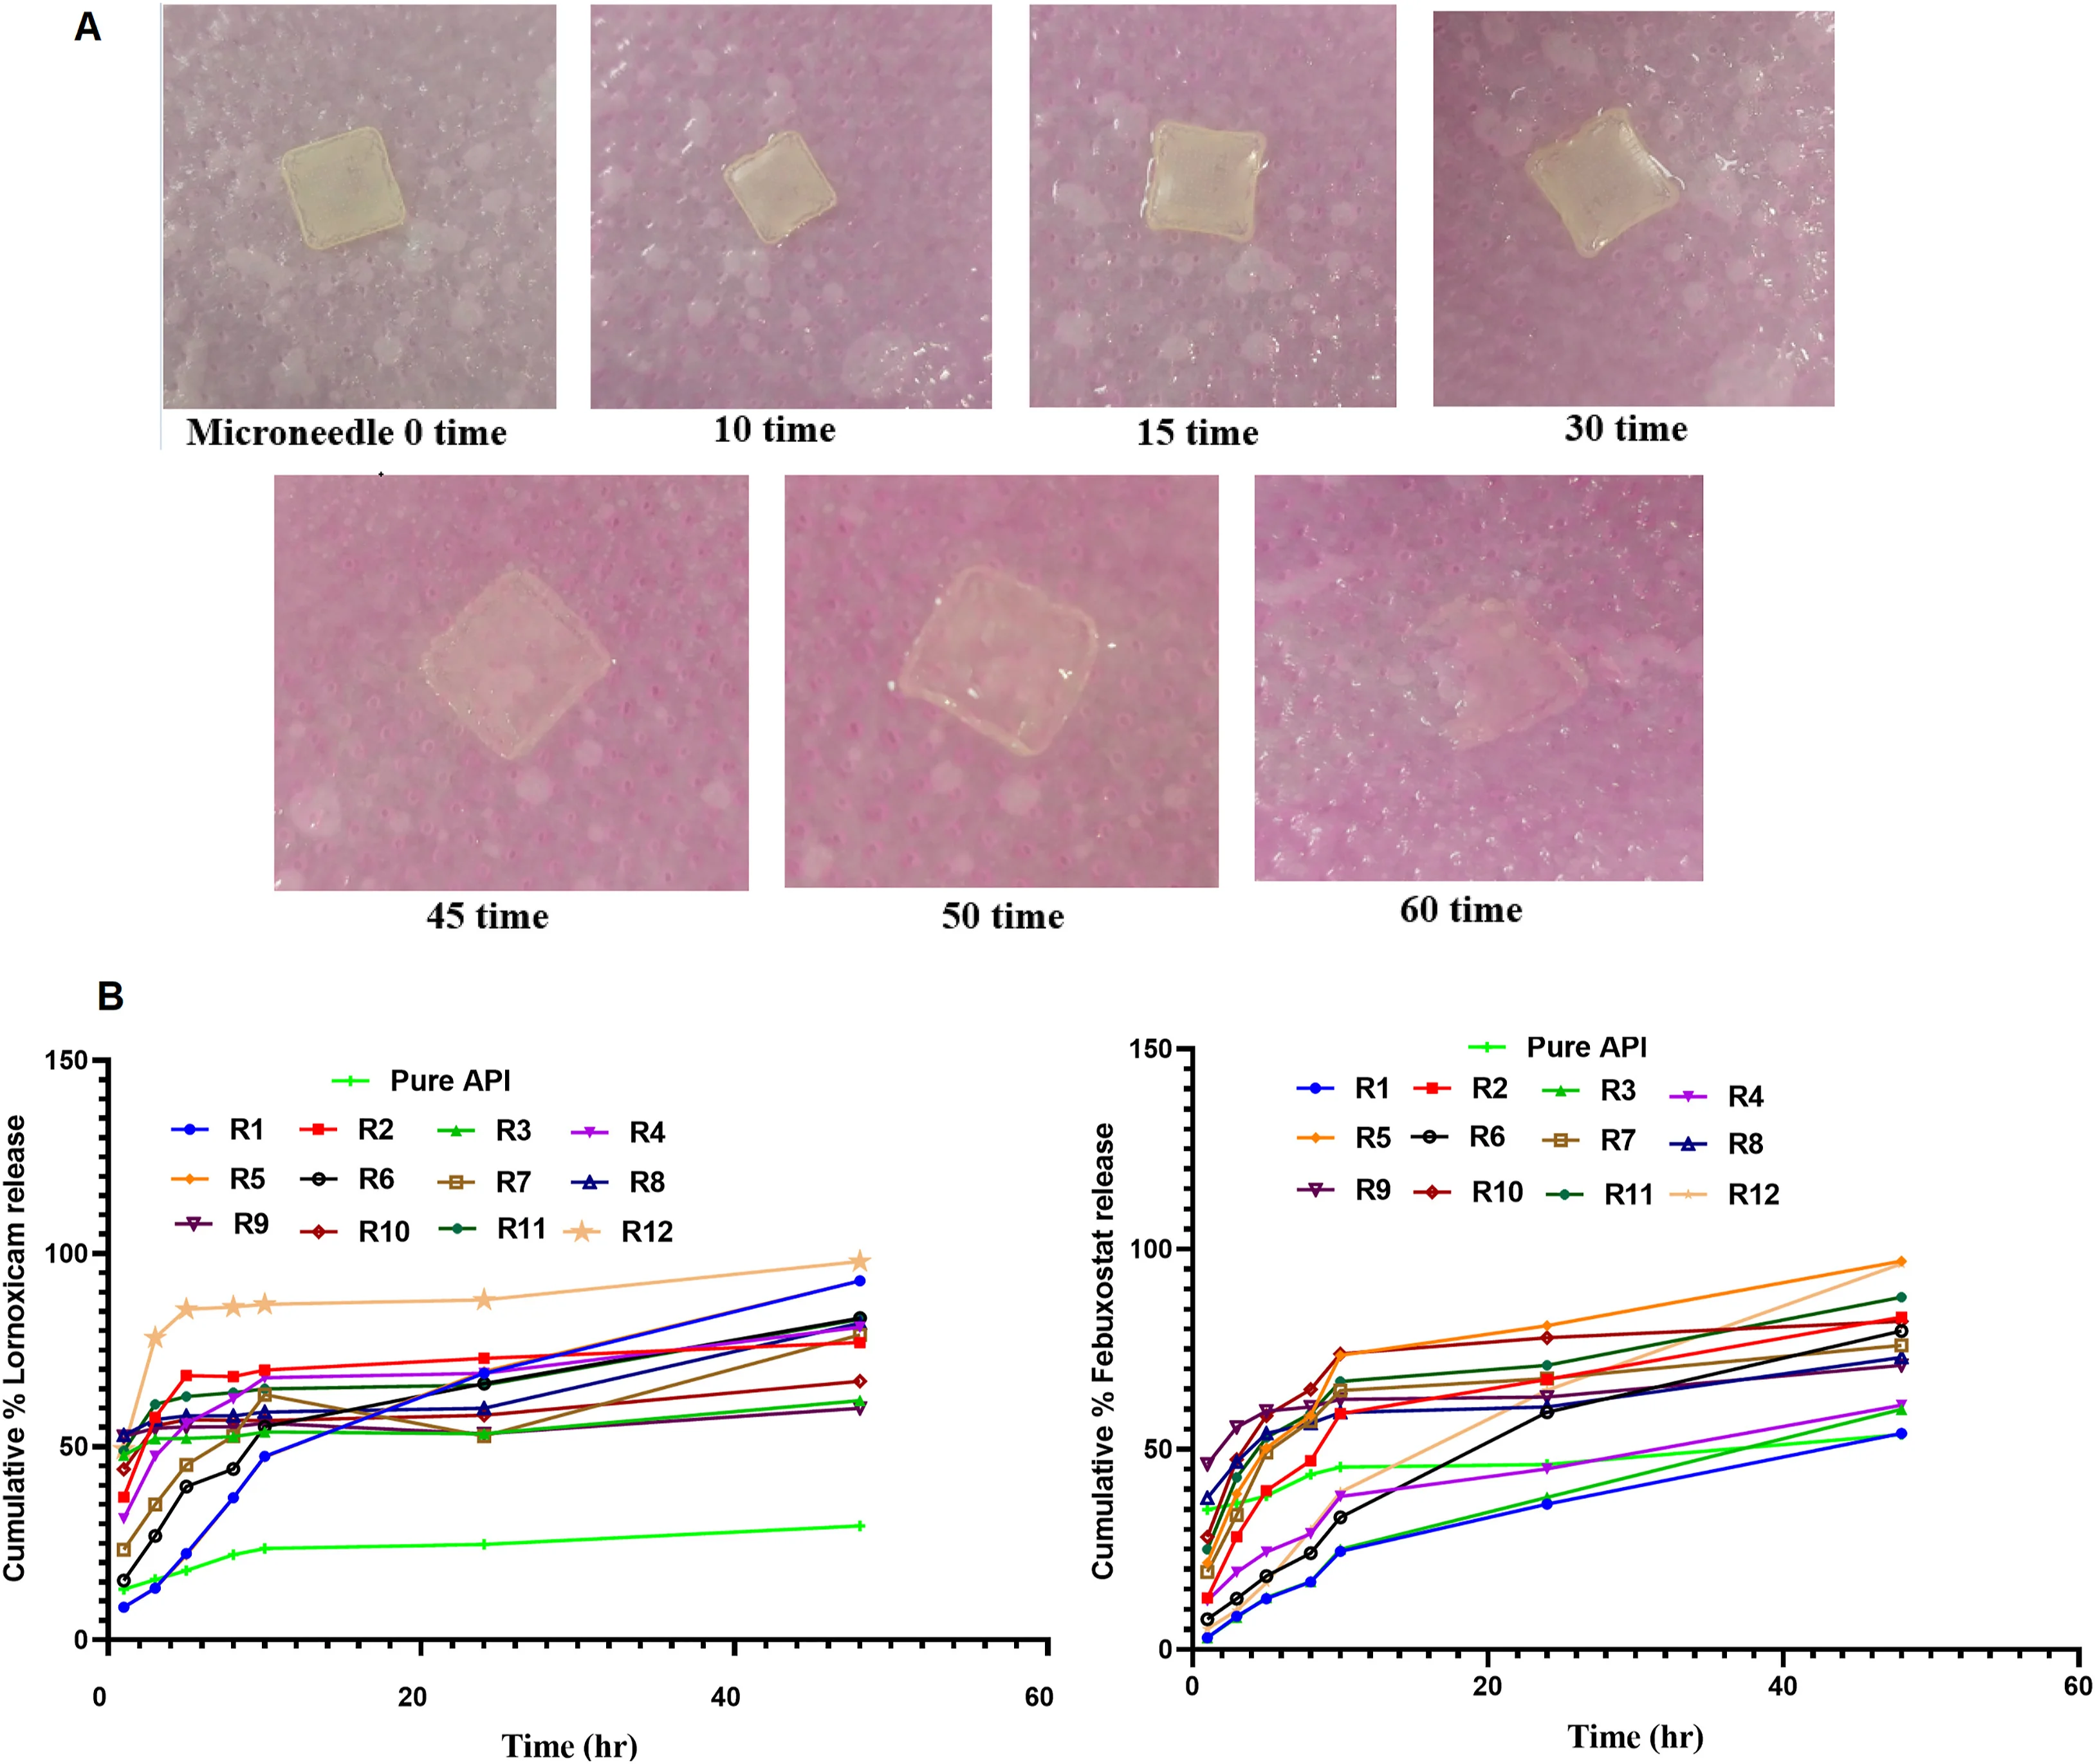 A
Microneedle 0 time
10 time
15 time
30 time
45 time
50 time
60 time
B
Cumulative % Lornoxicam release
150
100
50
0
Pure API
R1 R2 R3 R4
R5 R6 R7 R8
R9 R10 R11 R12
0 20 40 60
Time (hr)
Cumulative % Febuxostat release
150
100
50
0
Pure API
R1 R2 R3 R4
R5 R6 R7 R8
R9 R10 R11 R12
0 20 40 60
Time (hr)